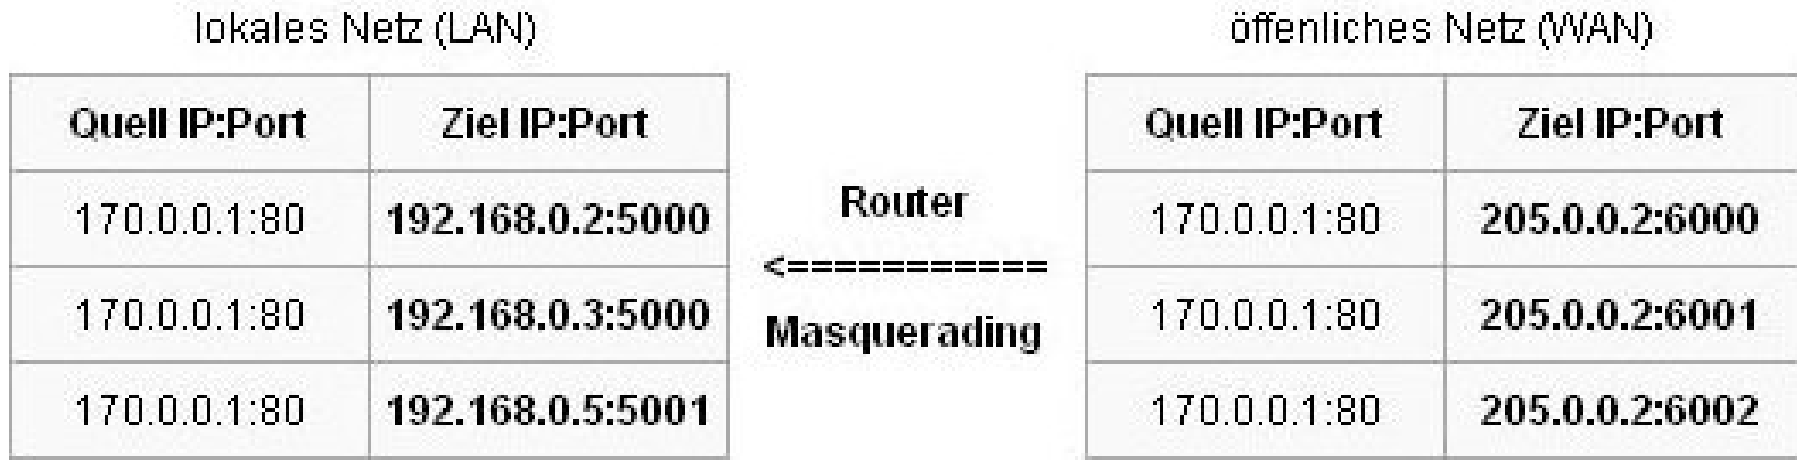 lokales Netz (LAN)
Quell IP:Port Ziel IP:Port
170.0.0.1:80 192.168.0.2:5000
170.0.0.1:80 192.168.0.3:5000
170.0.0.1:80 192.168.0.5:5001
Router
<===========
Masquerading
öffenliches Netz (WAN)
Quell IP:Port Ziel IP:Port
170.0.0.1:80 205.0.0.2:6000
170.0.0.1:80 205.0.0.2:6001
170.0.0.1:80 205.0.0.2:6002